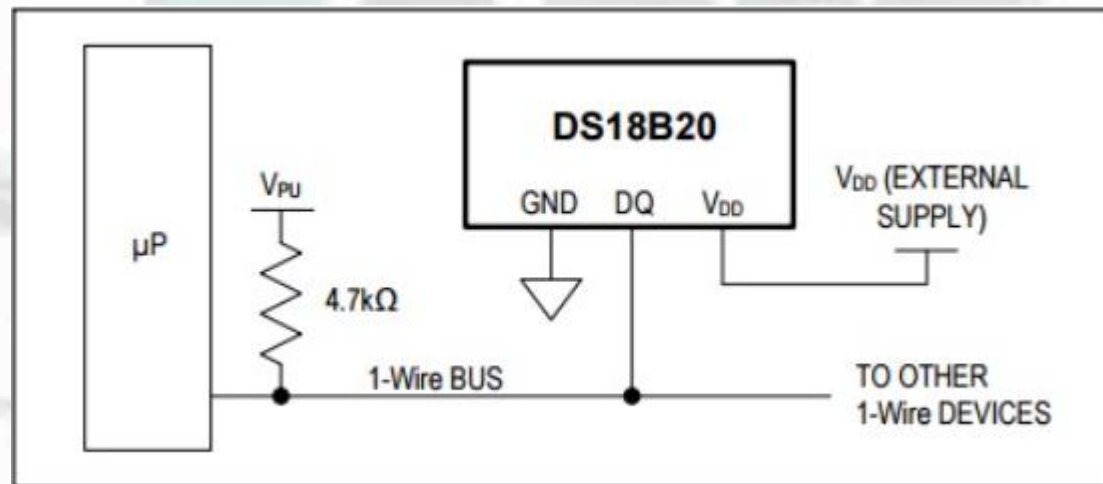 DS18B20
GND DQ VDD
VDD (EXTERNAL
SUPPLY)
VPU
µP
4.7kΩ
1-Wire BUS
TO OTHER
1-Wire DEVICES